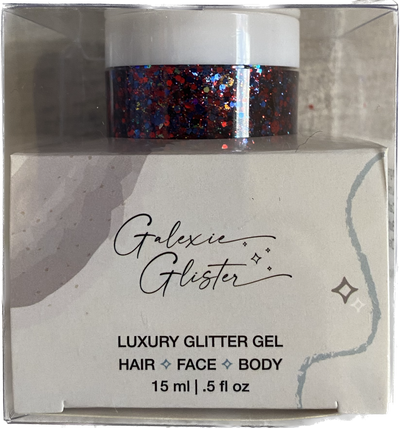 Galexie
Glister
LUXURY GLITTER GEL
HAIR ✧ FACE ✧ BODY
15 ml | .5 fl oz